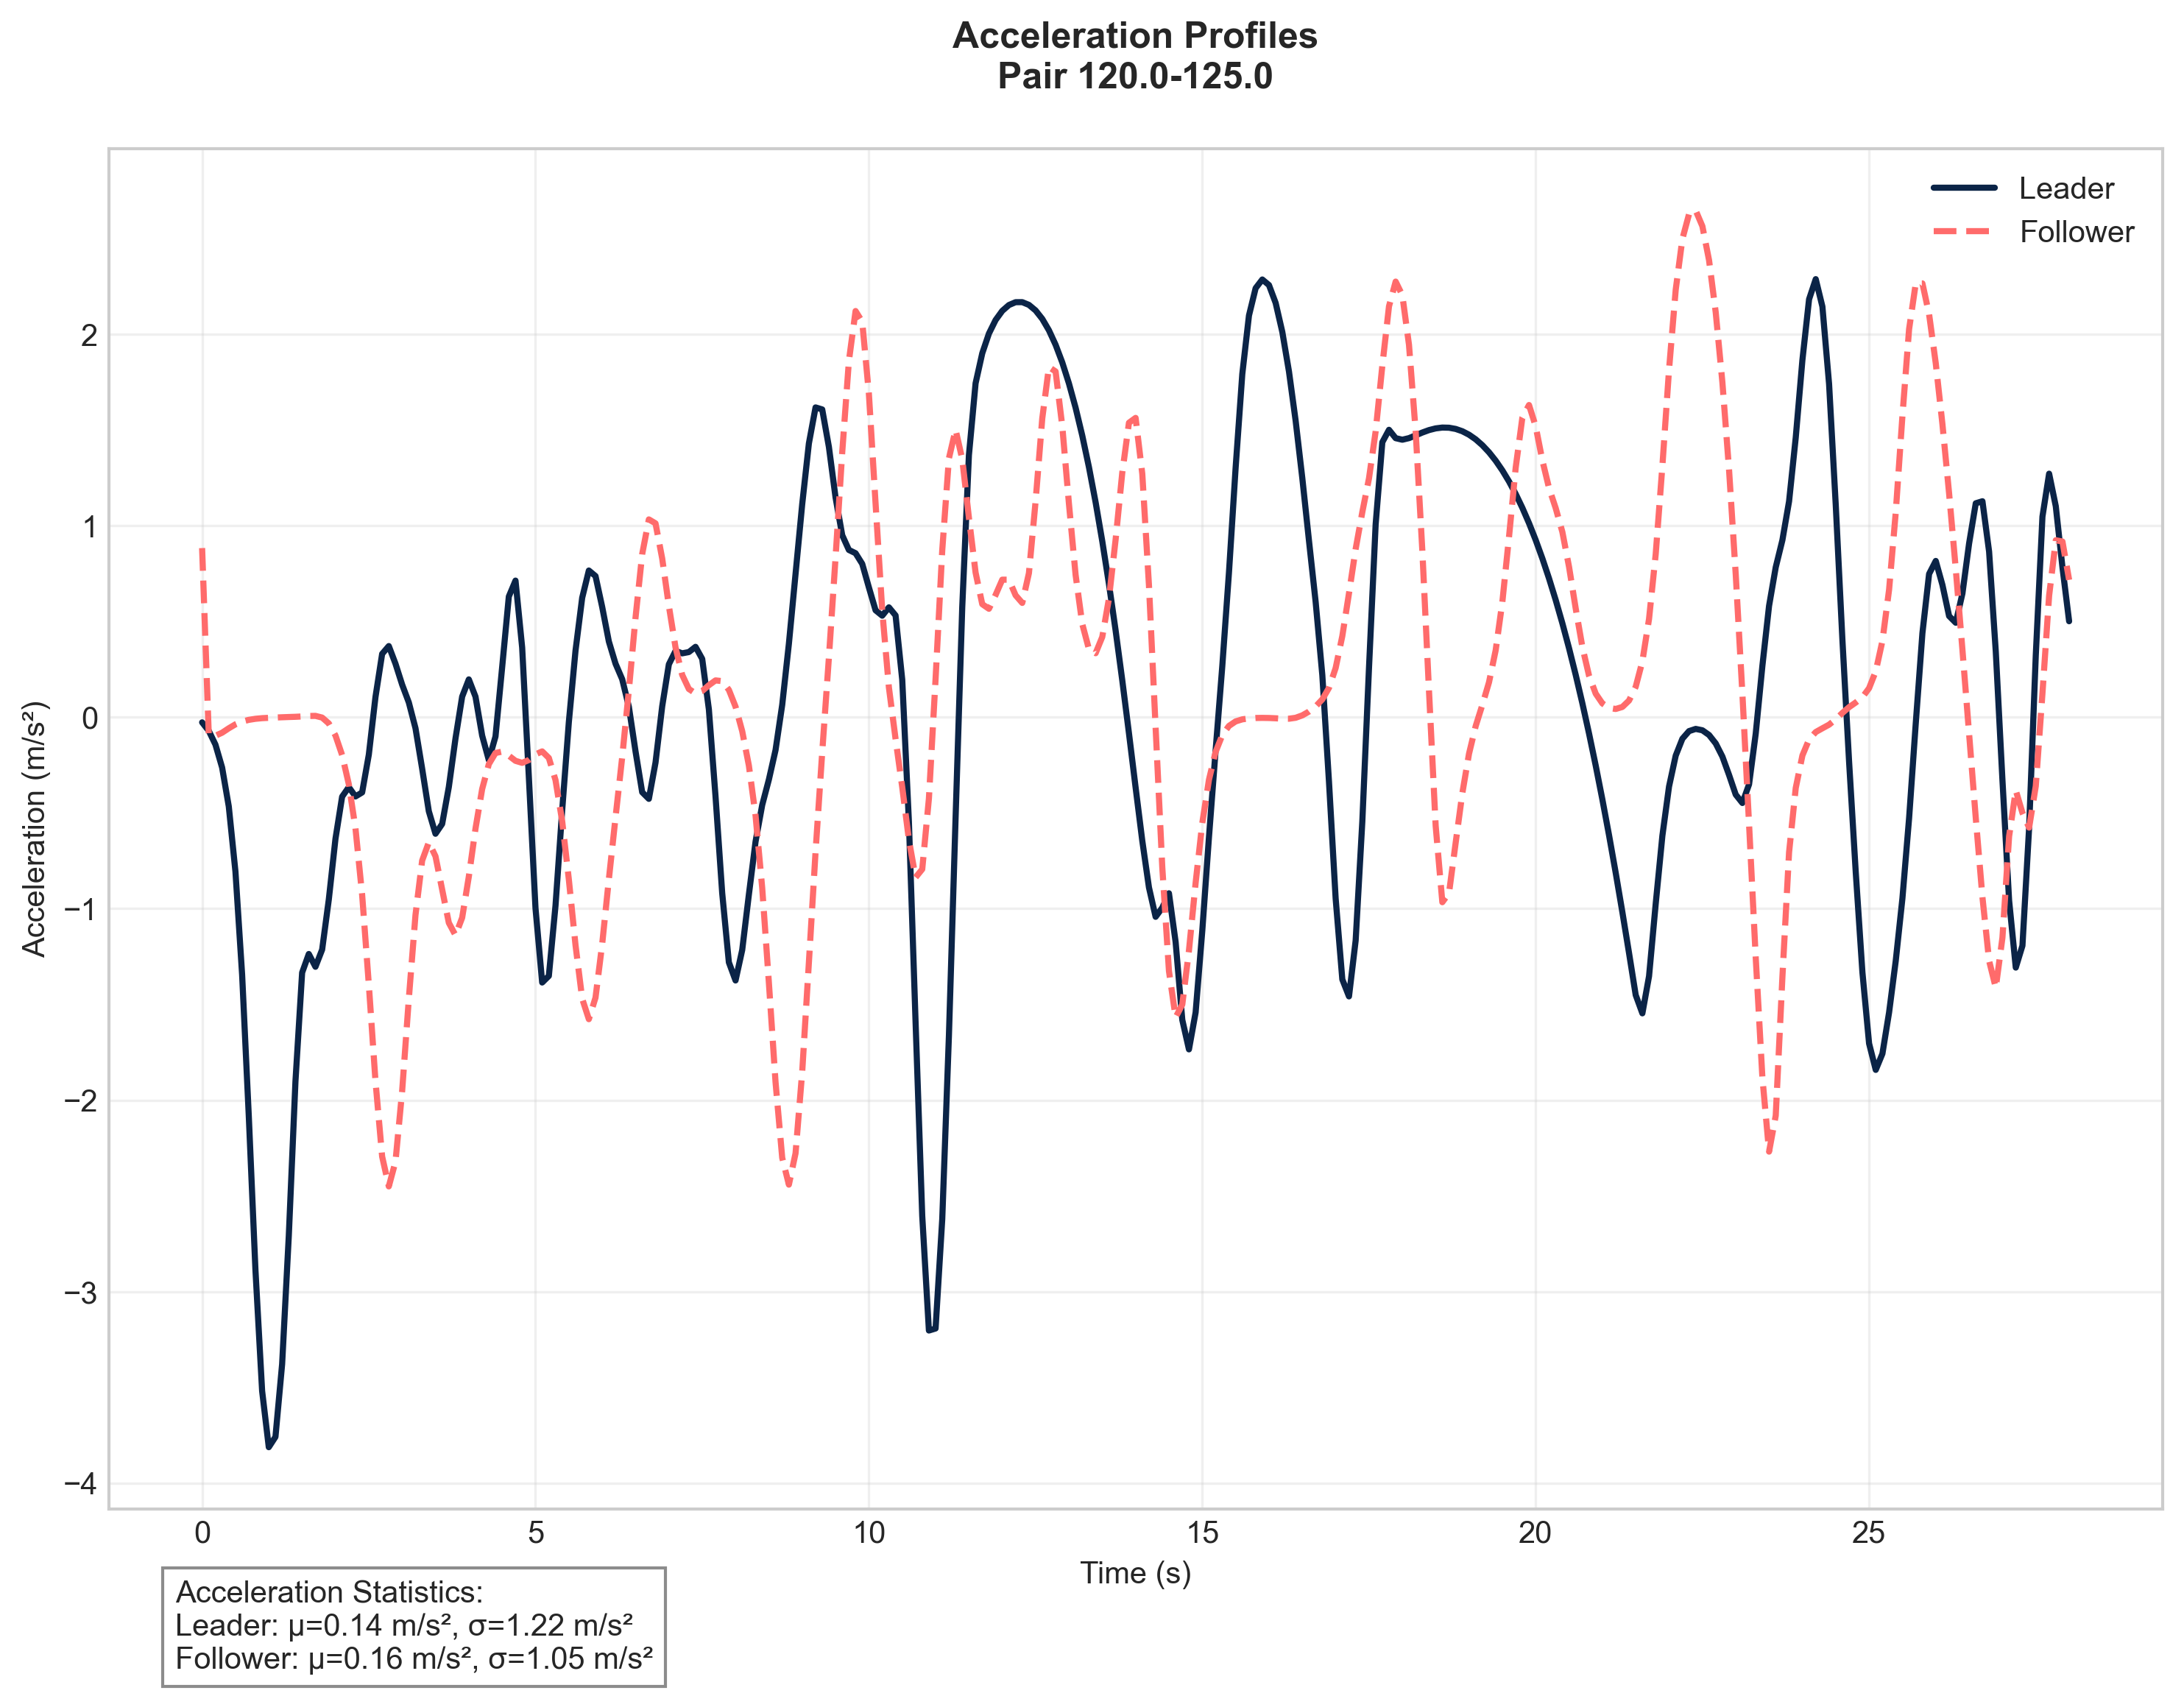 Acceleration Profiles
Pair 120.0-125.0
Leader
Follower
Acceleration (m/s²)
2
1
0
−1
−2
−3
−4
0 5 10 15 20 25
Time (s)
Acceleration Statistics:
Leader: μ=0.14 m/s², σ=1.22 m/s²
Follower: μ=0.16 m/s², σ=1.05 m/s²